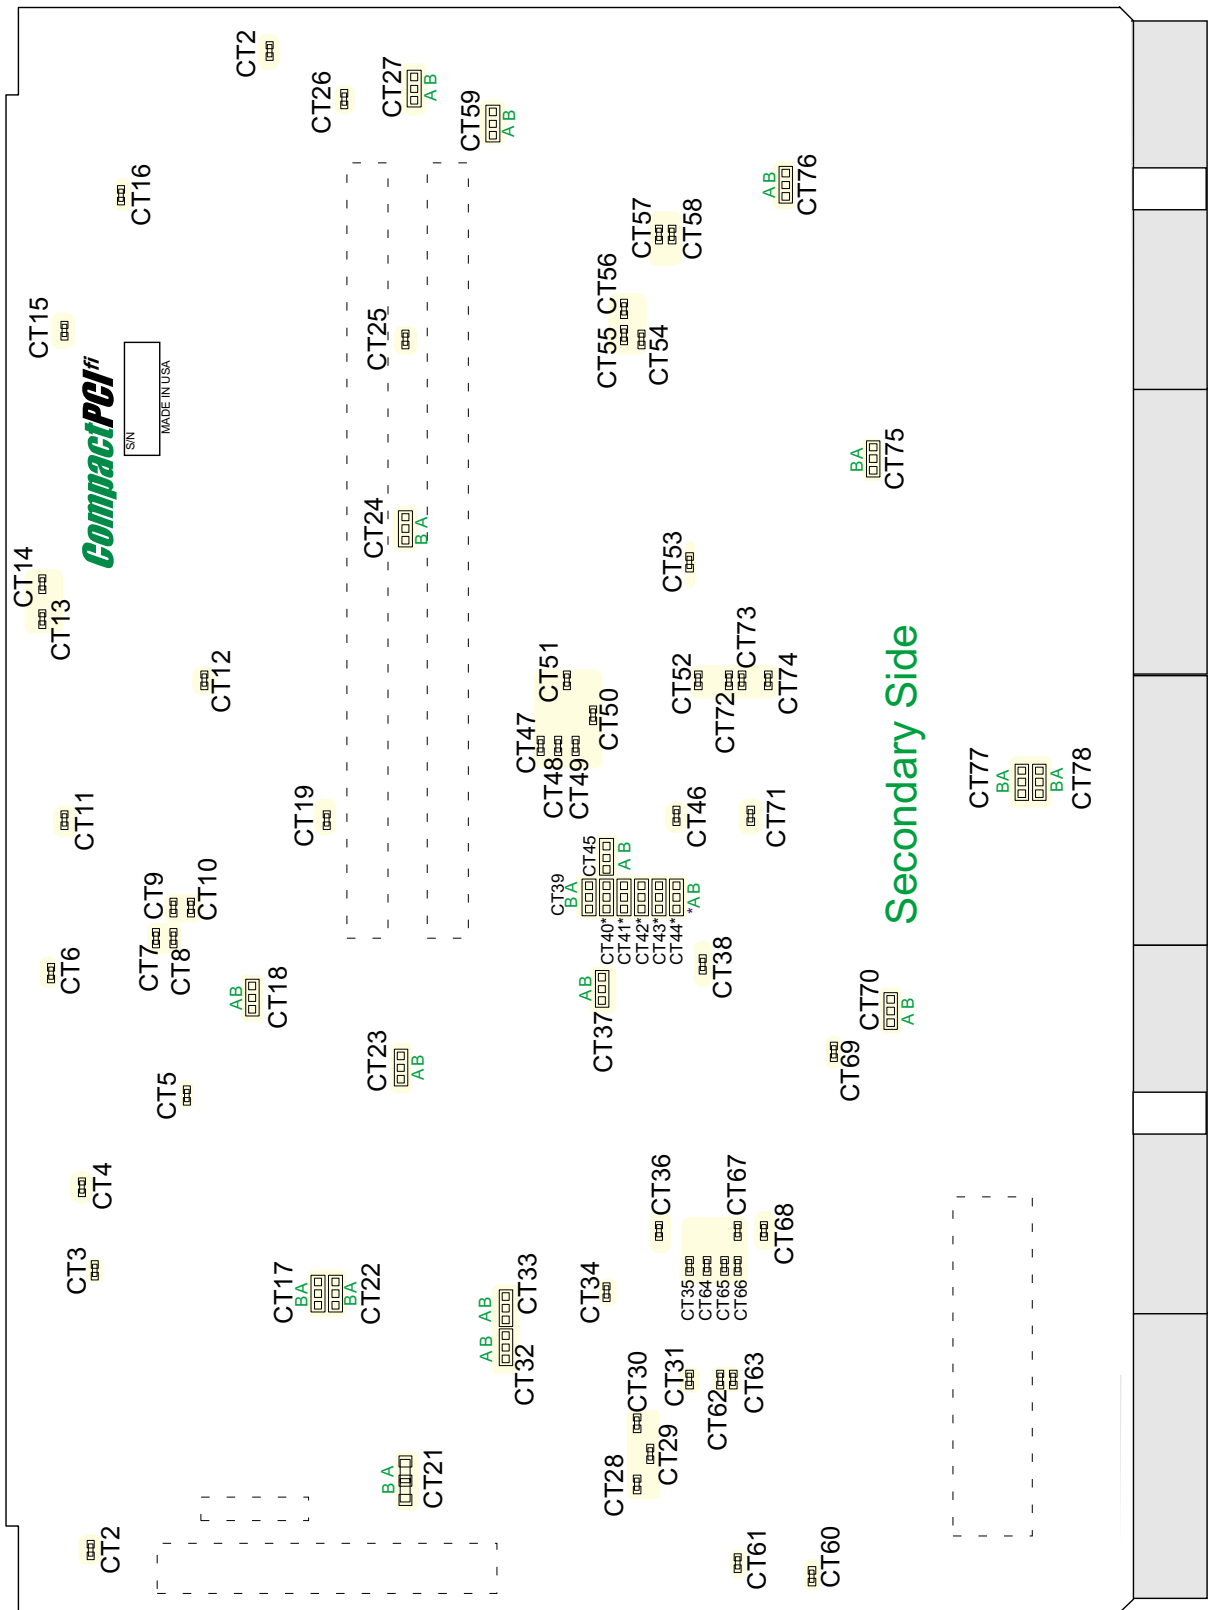 CT2
CT26
CT27
A B
CT59
A B
CT16
CT76
A B
CT57
CT58
CT15
CT25
CT56
CT55
CT54
CompactPCI fi
S/N
MADE IN USA
CT24
B A
CT75
B A
CT14
CT13
CT53
CT12
CT51
CT50
CT47
CT48
CT49
CT52
CT72
CT73
CT74
Secondary Side
CT11
CT19
CT46
CT71
CT77
B A
CT78
B A
CT9
CT10
CT7
CT8
CT6
CT18
A B
CT39
B A
CT45
A B
CT40*
CT41*
CT42*
CT43*
CT44*
*A B
CT37
A B
CT38
CT70
A B
CT69
CT23
A B
CT5
CT4
CT3
CT17
B A
CT22
B A
CT33
A B
CT32
A B
CT34
CT36
CT67
CT68
CT35
CT64
CT65
CT66
CT30
CT31
CT62
CT63
CT29
CT28
CT21
B A
CT2
CT61
CT60